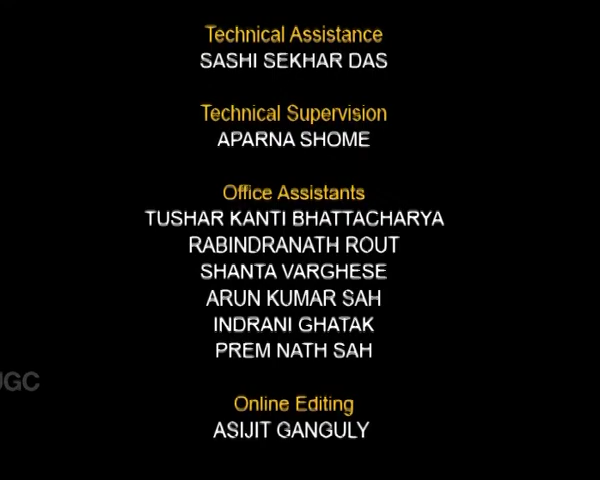 Technical Assistance
SASHI SEKHAR DAS
Technical Supervision
APARNA SHOME
Office Assistants
TUSHAR KANTI BHATTACHARYA
RABINDRANATH ROUT
SHANTA VARGHESE
ARUN KUMAR SAH
INDRANI GHATAK
PREM NATH SAH
UGC
Online Editing
ASIJIT GANGULY